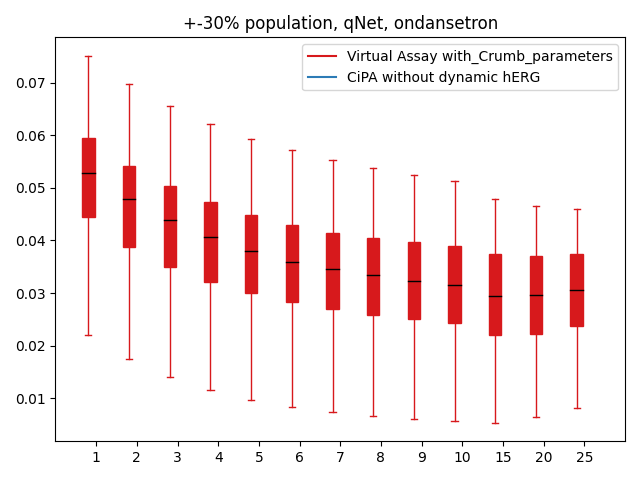 +-30% population, qNet, ondansetron
Virtual Assay with_Crumb_parameters
CiPA without dynamic hERG
0.07
0.06
0.05
0.04
0.03
0.02
0.01
1 2 3 4 5 6 7 8 9 10 15 20 25